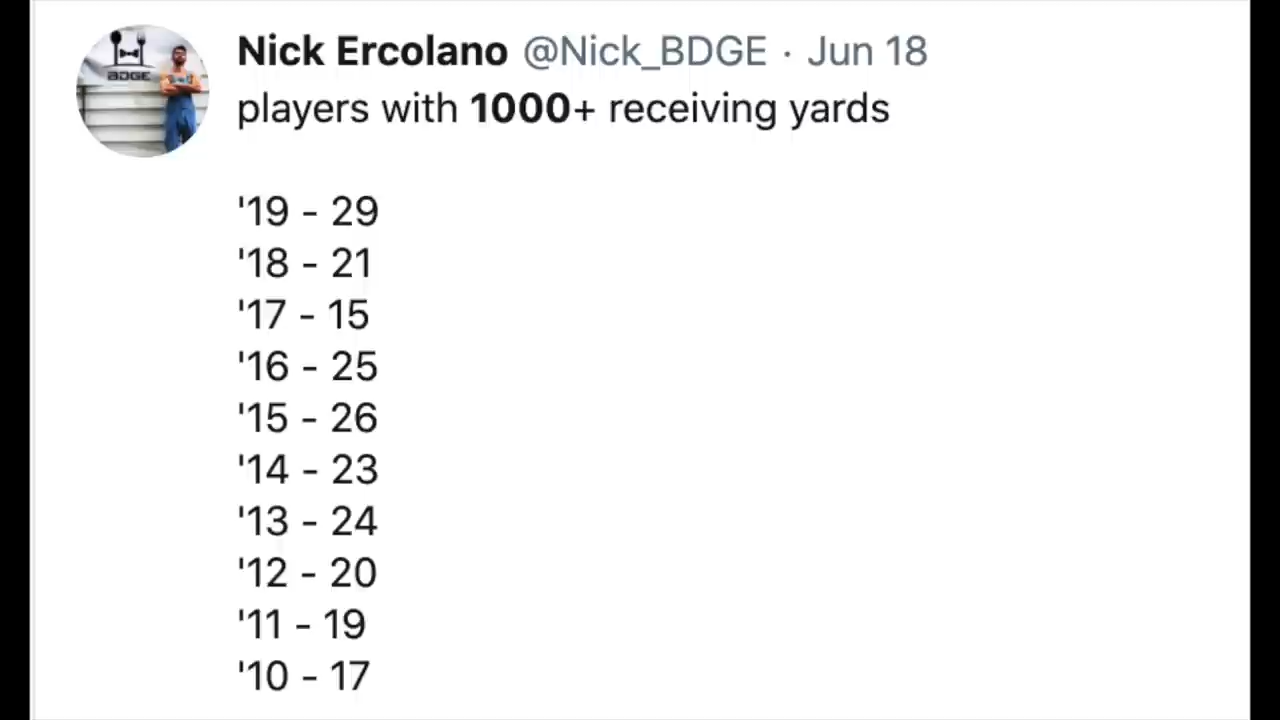 BDGE
Nick Ercolano @Nick_BDGE · Jun 18
players with 1000+ receiving yards
'19 - 29
'18 - 21
'17 - 15
'16 - 25
'15 - 26
'14 - 23
'13 - 24
'12 - 20
'11 - 19
'10 - 17